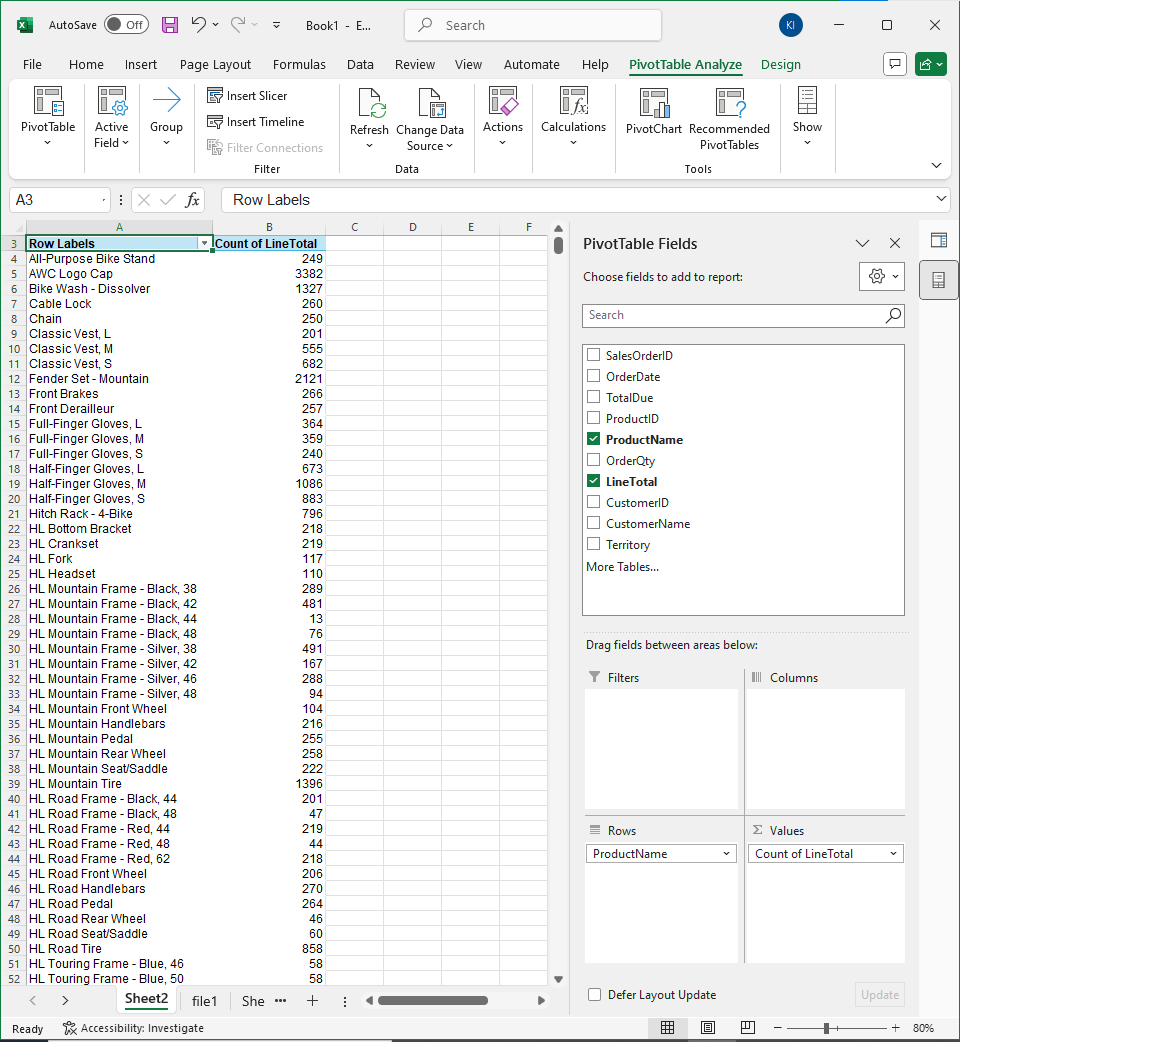 AutoSave Off Book1 - E... Search KI
File Home Insert Page Layout Formulas Data Review View Automate Help PivotTable Analyze Design
PivotTable Active Field Group Insert Slicer Insert Timeline Filter Connections Refresh Change Data Source Actions Calculations PivotChart Recommended PivotTables Show
Filter Data Tools
A3 fx Row Labels
A B C D E F
3 Row Labels Count of LineTotal
4 All-Purpose Bike Stand 249
5 AWC Logo Cap 3382
6 Bike Wash - Dissolver 1327
7 Cable Lock 260
8 Chain 250
9 Classic Vest, L 201
10 Classic Vest, M 555
11 Classic Vest, S 682
12 Fender Set - Mountain 2121
13 Front Brakes 266
14 Front Derailleur 257
15 Full-Finger Gloves, L 364
16 Full-Finger Gloves, M 359
17 Full-Finger Gloves, S 240
18 Half-Finger Gloves, L 673
19 Half-Finger Gloves, M 1086
20 Half-Finger Gloves, S 883
21 Hitch Rack - 4-Bike 796
22 HL Bottom Bracket 218
23 HL Crankset 219
24 HL Fork 117
25 HL Headset 110
26 HL Mountain Frame - Black, 38 289
27 HL Mountain Frame - Black, 42 481
28 HL Mountain Frame - Black, 44 13
29 HL Mountain Frame - Black, 48 76
30 HL Mountain Frame - Silver, 38 491
31 HL Mountain Frame - Silver, 42 167
32 HL Mountain Frame - Silver, 46 288
33 HL Mountain Frame - Silver, 48 94
34 HL Mountain Front Wheel 104
35 HL Mountain Handlebars 216
36 HL Mountain Pedal 255
37 HL Mountain Rear Wheel 258
38 HL Mountain Seat/Saddle 222
39 HL Mountain Tire 1396
40 HL Road Frame - Black, 44 201
41 HL Road Frame - Black, 48 47
42 HL Road Frame - Red, 44 219
43 HL Road Frame - Red, 48 44
44 HL Road Frame - Red, 62 218
45 HL Road Front Wheel 206
46 HL Road Handlebars 270
47 HL Road Pedal 264
48 HL Road Rear Wheel 46
49 HL Road Seat/Saddle 60
50 HL Road Tire 858
51 HL Touring Frame - Blue, 46 58
52 HL Touring Frame - Blue, 50 58
PivotTable Fields
Choose fields to add to report:
Search
SalesOrderID
OrderDate
TotalDue
ProductID
ProductName
OrderQty
LineTotal
CustomerID
CustomerName
Territory
More Tables...
Drag fields between areas below:
Filters Columns
Rows Σ Values
ProductName Count of LineTotal
Defer Layout Update Update
Sheet2 file1 She ...
Ready Accessibility: Investigate 80%